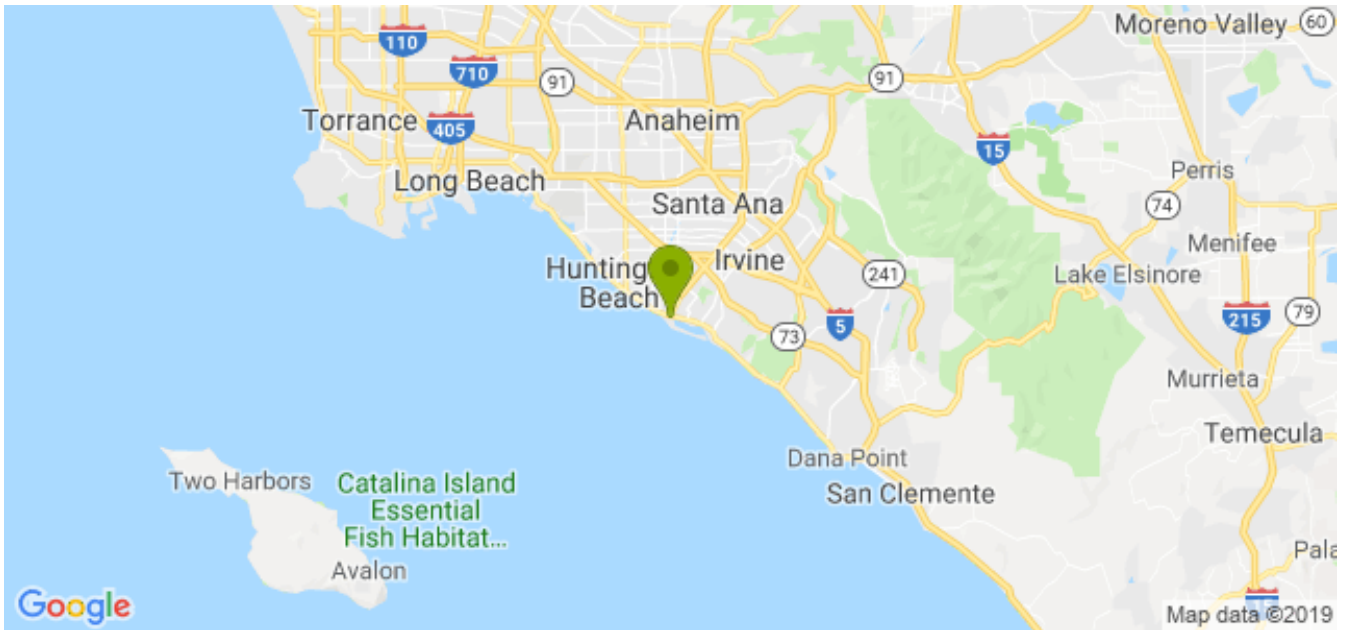 Moreno Valley
60
110
710
91
91
Torrance
405
Anaheim
15
Long Beach
Perris
Santa Ana
74
Menifee
Hunting
Beach
Irvine
241
Lake Elsinore
215
79
5
73
Murrieta
Temecula
Dana Point
San Clemente
Two Harbors
Catalina Island
Essential
Fish Habitat...
Avalon
Pala
15
Google
Map data ©2019